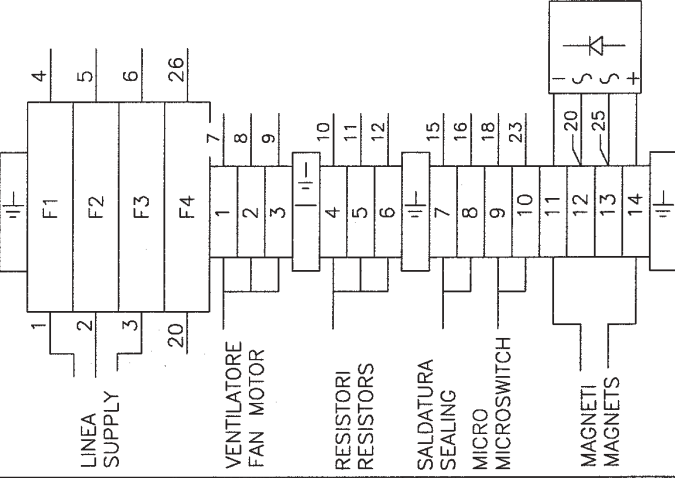 4
5
6
26
F1
F2
F3
F4
1
2
3
20
LINEA
SUPPLY
7
8
9
1
2
3
VENTILATORE
FAN MOTOR
10
11
12
4
5
6
RESISTORI
RESISTORS
15
16
18
23
7
8
9
10
11
12
13
14
SALDATURA
SEALING
MICRO
MICROSWITCH
20
25
MAGNETI
MAGNETS
+